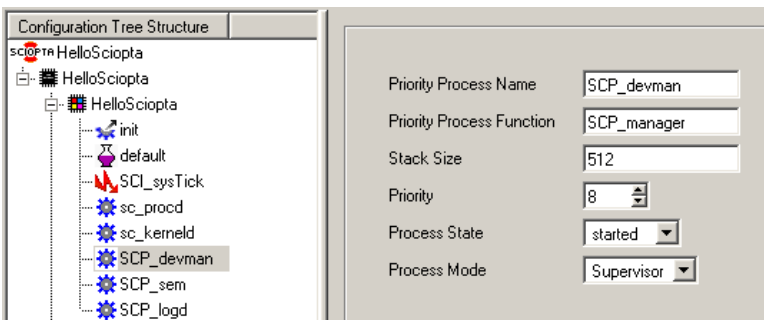 Configuration Tree Structure
SCIOPTA HelloSciopta
HelloSciopta
HelloSciopta
init
default
SCI_sysTick
sc_procd
sc_kerneld
SCP_devman
SCP_sem
SCP_logd
Priority Process Name SCP_devman
Priority Process Function SCP_manager
Stack Size 512
Priority 8
Process State started
Process Mode Supervisor